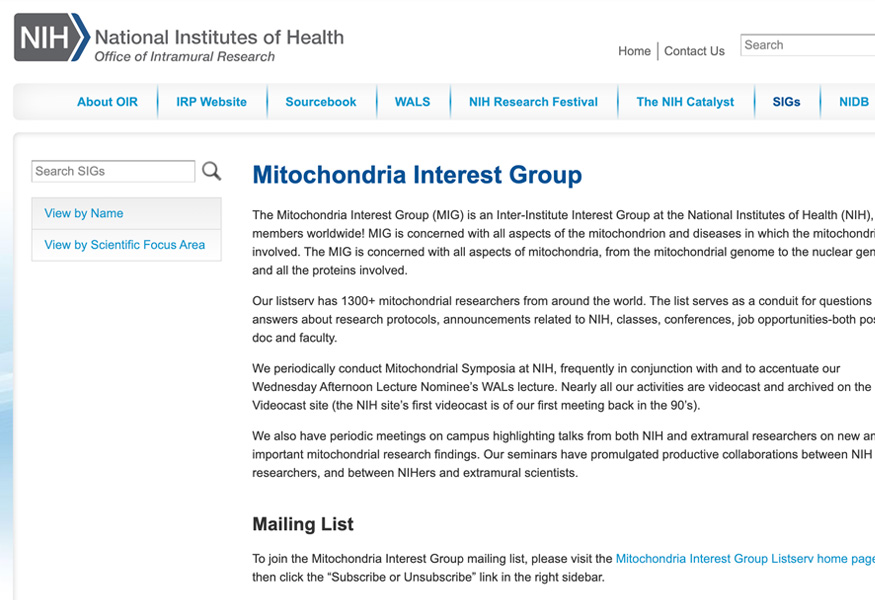 NIH National Institutes of Health
Office of Intramural Research
Home Contact Us Search
About OIR IRP Website Sourcebook WALS NIH Research Festival The NIH Catalyst SIGs NIDB
Search SIGs
View by Name
View by Scientific Focus Area
Mitochondria Interest Group
The Mitochondria Interest Group (MIG) is an Inter-Institute Interest Group at the National Institutes of Health (NIH),
members worldwide! MIG is concerned with all aspects of the mitochondrion and diseases in which the
involved. The MIG is concerned with all aspects of mitochondria, from the mitochondrial genome to the nuclear
and all the proteins involved.
Our listserv has 1300+ mitochondrial researchers from around the world. The list serves as a conduit for questions
answers about research protocols, announcements related to NIH, classes, conferences, job opportunities-both
doc and faculty.
We periodically conduct Mitochondrial Symposia at NIH, frequently in conjunction with and to accentuate our
Wednesday Afternoon Lecture Nominee’s WALs lecture. Nearly all our activities are videocast and archived on the
Videocast site (the NIH site’s first videocast is of our first meeting back in the 90’s).
We also have periodic meetings on campus highlighting talks from both NIH and extramural researchers on new
important mitochondrial research findings. Our seminars have promulgated productive collaborations between NIH
researchers, and between NIHers and extramural scientists.
Mailing List
To join the Mitochondria Interest Group mailing list, please visit the Mitochondria Interest Group Listserv home page
then click the “Subscribe or Unsubscribe” link in the right sidebar.